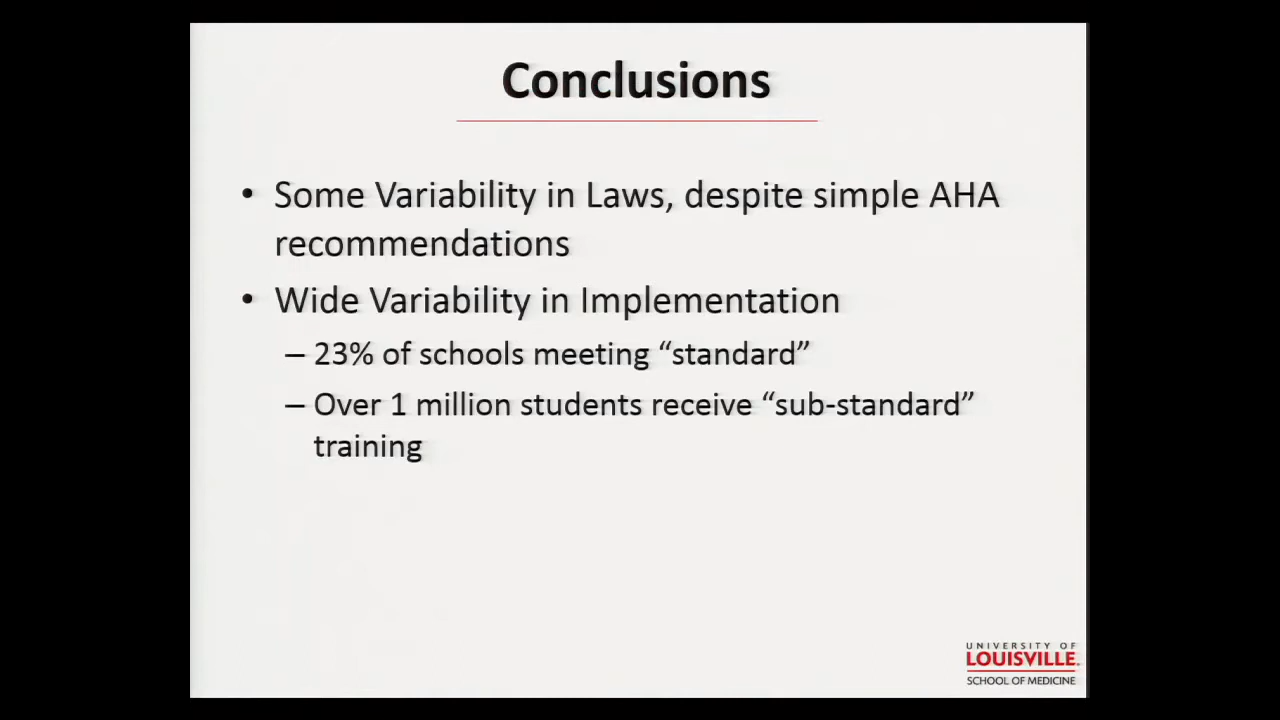 Conclusions
• Some Variability in Laws, despite simple AHA
recommendations
• Wide Variability in Implementation
– 23% of schools meeting “standard”
– Over 1 million students receive “sub-standard”
training
UNIVERSITY OF
LOUISVILLE.
SCHOOL OF MEDICINE